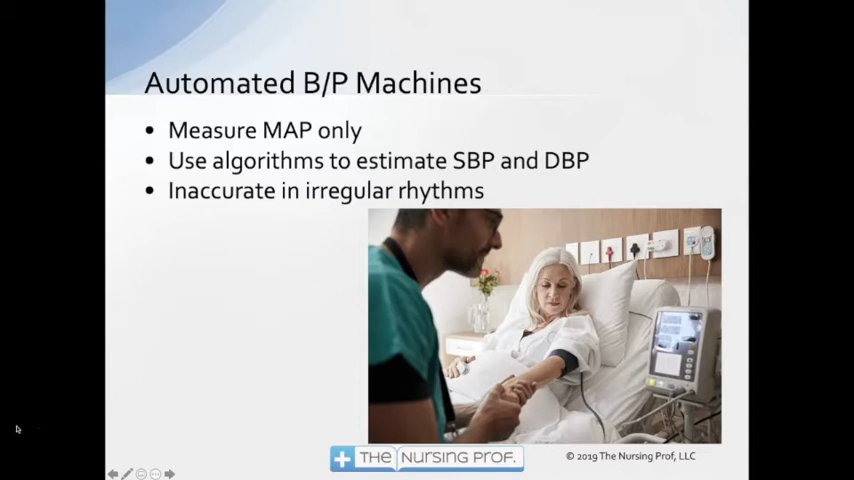 Automated B/P Machines
• Measure MAP only
• Use algorithms to estimate SBP and DBP
• Inaccurate in irregular rhythms
THE NURSING PROF.
© 2019 The Nursing Prof, LLC